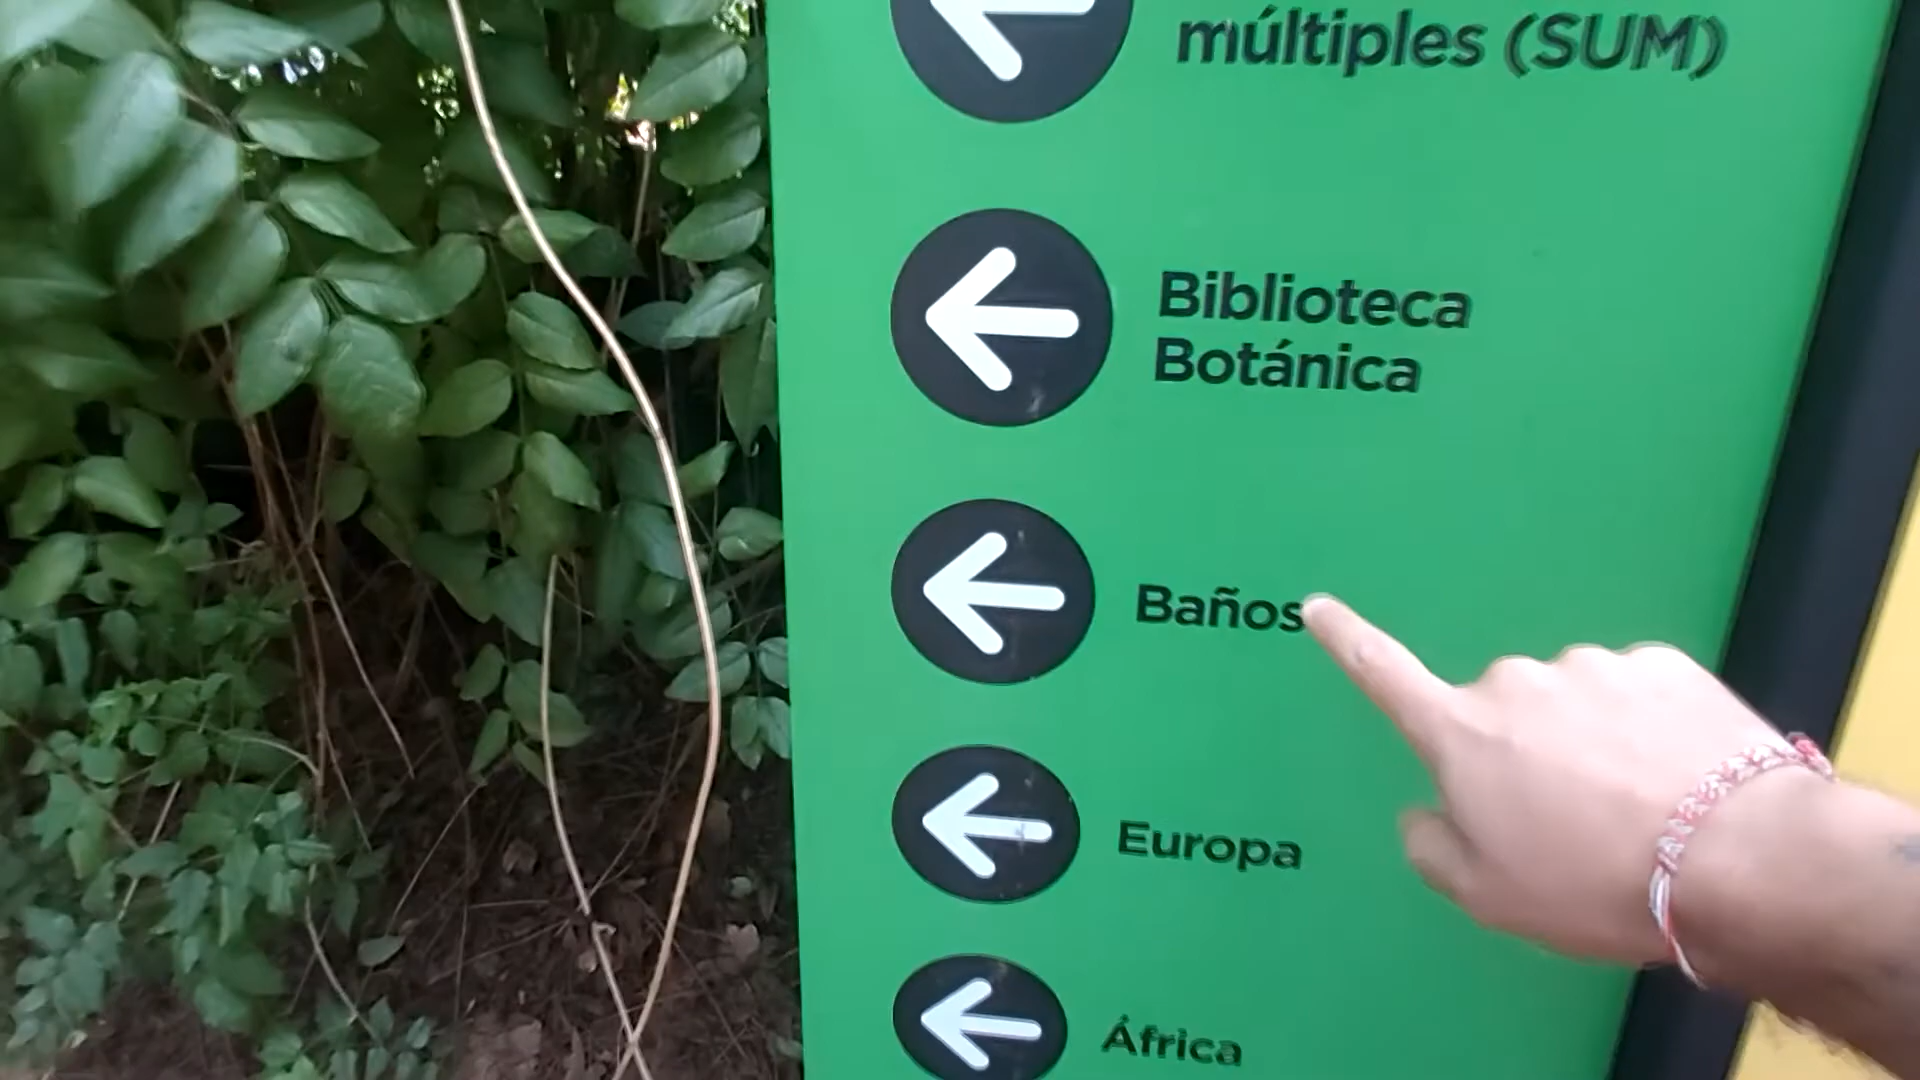 múltiples (SUM)
Biblioteca
Botánica
Baños
Europa
África